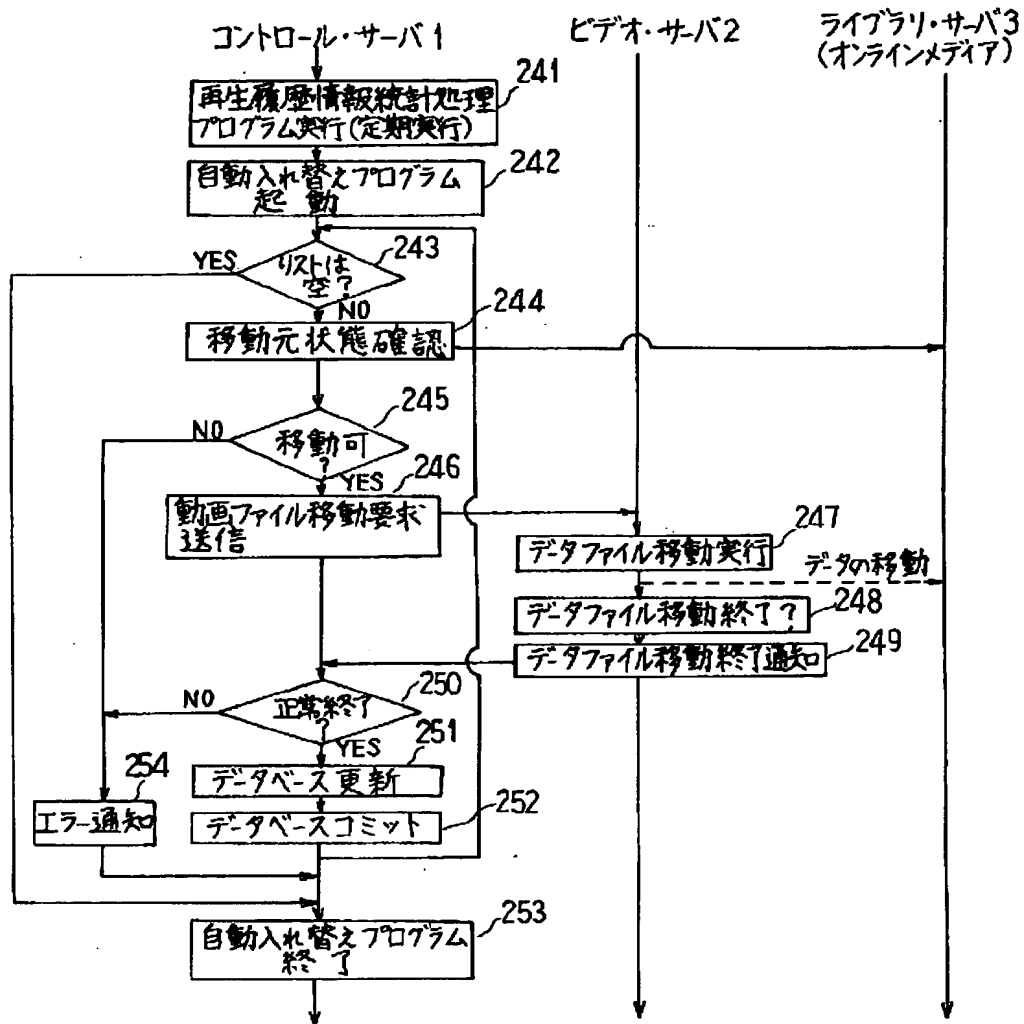 コントロール・サーバ1
ビデオ・サーバ2
ライブラリ・サーバ3
(オンラインメディア)
241
再生履歴情報統計処理
プログラム実行(定期実行)
242
自動入れ替えプログラム
起動
243
YES
リストは
空?
NO
244
移動元状態確認
245
NO
移動可
?
YES
246
動画ファイル移動要求
送信
247
データファイル移動実行
データの移動
248
データファイル移動終了?
249
データファイル移動終了通知
250
NO
正常終了
?
YES
251
データベース更新
254
エラー通知
252
データベースコミット
253
自動入れ替えプログラム
終了